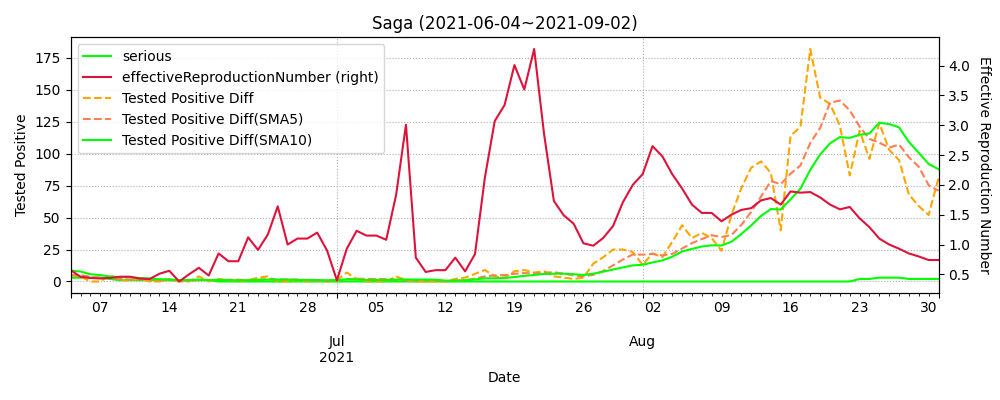 Saga (2021-06-04~2021-09-02)
serious
effectiveReproductionNumber (right)
Tested Positive Diff
Tested Positive Diff(SMA5)
Tested Positive Diff(SMA10)
Tested Positive
175
150
125
100
75
50
25
0
4.0
3.5
3.0
2.5
2.0
1.5
1.0
0.5
Effective Reproduction Number
07 14 21 28 05 12 19 26 02 09 16 23 30
Jul Aug
2021
Date